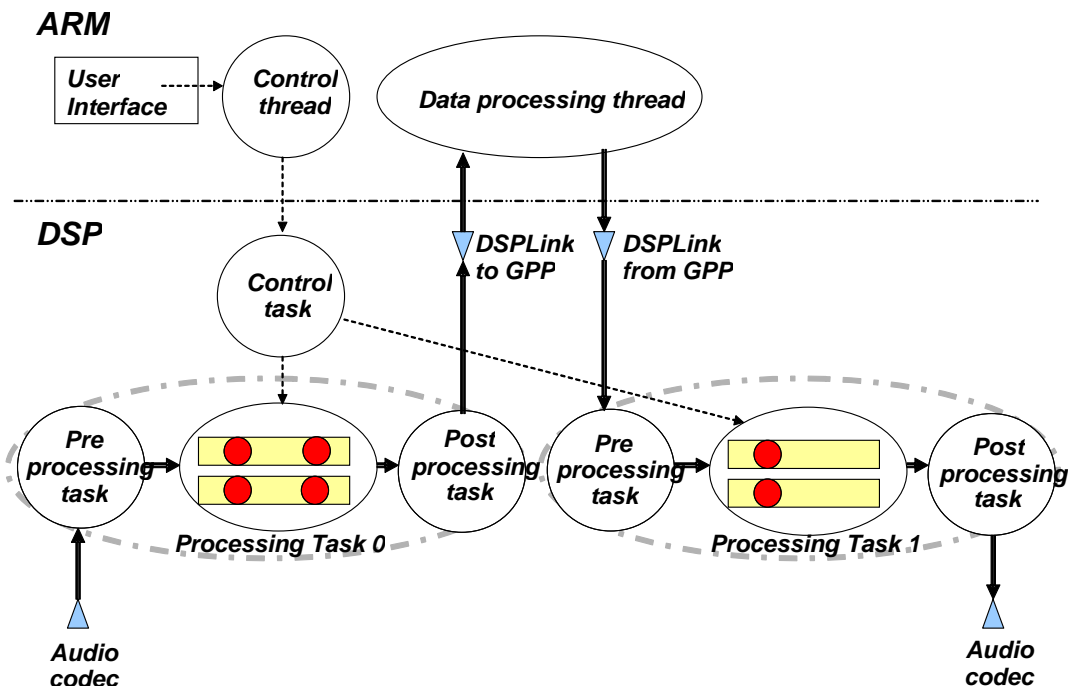 ARM
User
Interface
Control
thread
Data processing thread
DSP
DSPLink
to GPP
DSPLink
from GPP
Control
task
Pre
processing
task
Post
processing
task
Pre
processing
task
Post
processing
task
Processing Task 0
Processing Task 1
Audio
codec
Audio
codec